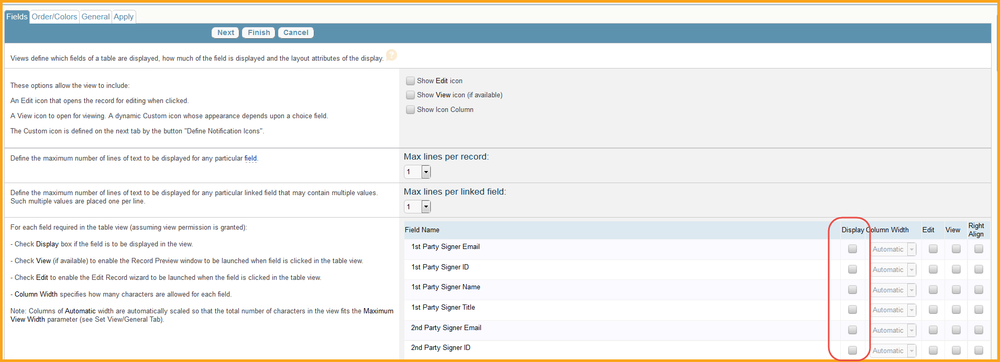 Fields Order/Colors General Apply
Next Finish Cancel
Views define which fields of a table are displayed, how much of the field is displayed and the layout attributes of the display. ?
These options allow the view to include:
An Edit icon that opens the record for editing when clicked.
A View icon to open for viewing. A dynamic Custom icon whose appearance depends upon a choice field.
The Custom icon is defined on the next tab by the button "Define Notification Icons".
Show Edit icon
Show View icon (if available)
Show Icon Column
Define the maximum number of lines of text to be displayed for any particular field.
Max lines per record:
1
Define the maximum number of lines of text to be displayed for any particular linked field that may contain multiple values.
Such multiple values are placed one per line.
Max lines per linked field:
1
For each field required in the table view (assuming view permission is granted):
- Check Display box if the field is to be displayed in the view.
- Check View (if available) to enable the Record Preview window to be launched when field is clicked in the table view.
- Check Edit to enable the Edit Record wizard to be launched when the field is clicked in the table view.
- Column Width specifies how many characters are allowed for each field.
Note: Columns of Automatic width are automatically scaled so that the total number of characters in the view fits the Maximum
View Width parameter (see Set View/General Tab).
Field Name Display Column Width Edit View Right
Align
1st Party Signer Email Automatic
1st Party Signer ID Automatic
1st Party Signer Name Automatic
1st Party Signer Title Automatic
2nd Party Signer Email Automatic
2nd Party Signer ID Automatic